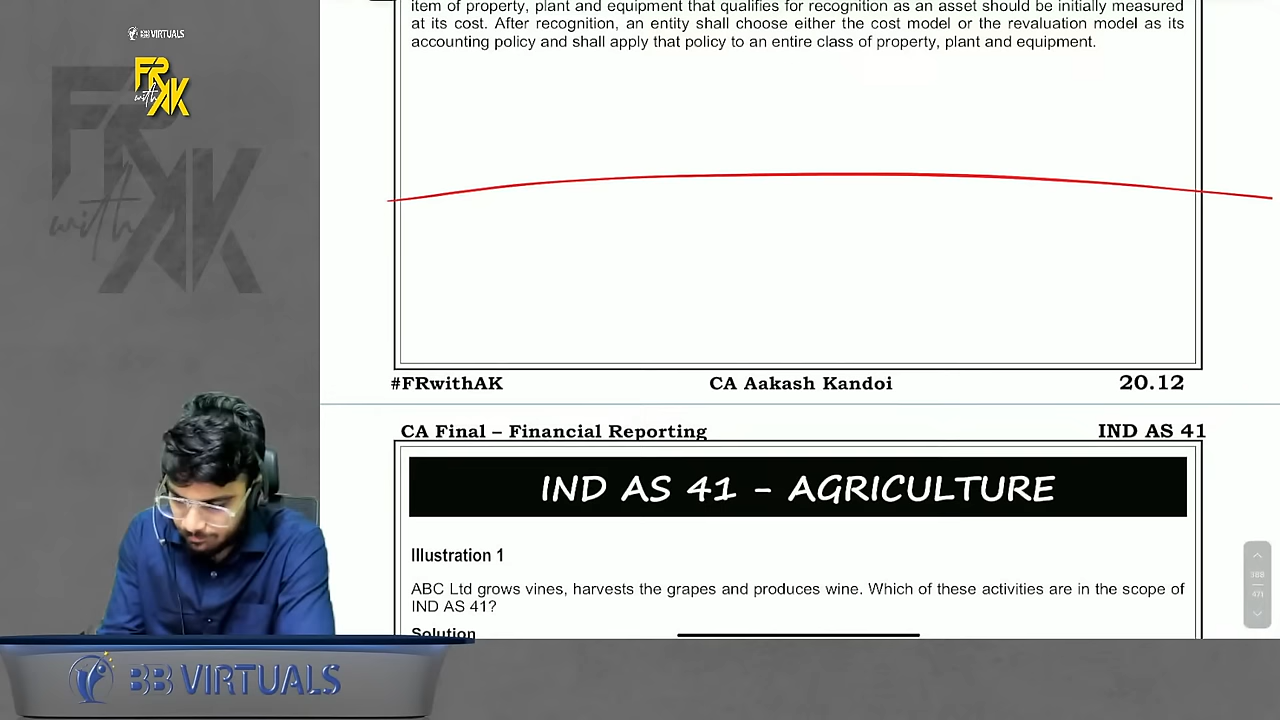 BB VIRTUALS
FR
with
AK
FR
with
AK
item of property, plant and equipment that qualifies for recognition as an asset should be initially measured
at its cost. After recognition, an entity shall choose either the cost model or the revaluation model as its
accounting policy and shall apply that policy to an entire class of property, plant and equipment.
#FRwithAK CA Aakash Kandoi 20.12
CA Final – Financial Reporting IND AS 41
IND AS 41 - AGRICULTURE
Illustration 1
ABC Ltd grows vines, harvests the grapes and produces wine. Which of these activities are in the scope of
IND AS 41?
Solution
388
471
BB VIRTUALS